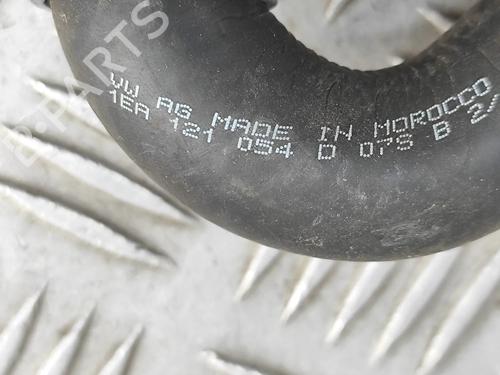 VW AG MADE IN MOROCCO
1EA 121 054 D 07S B